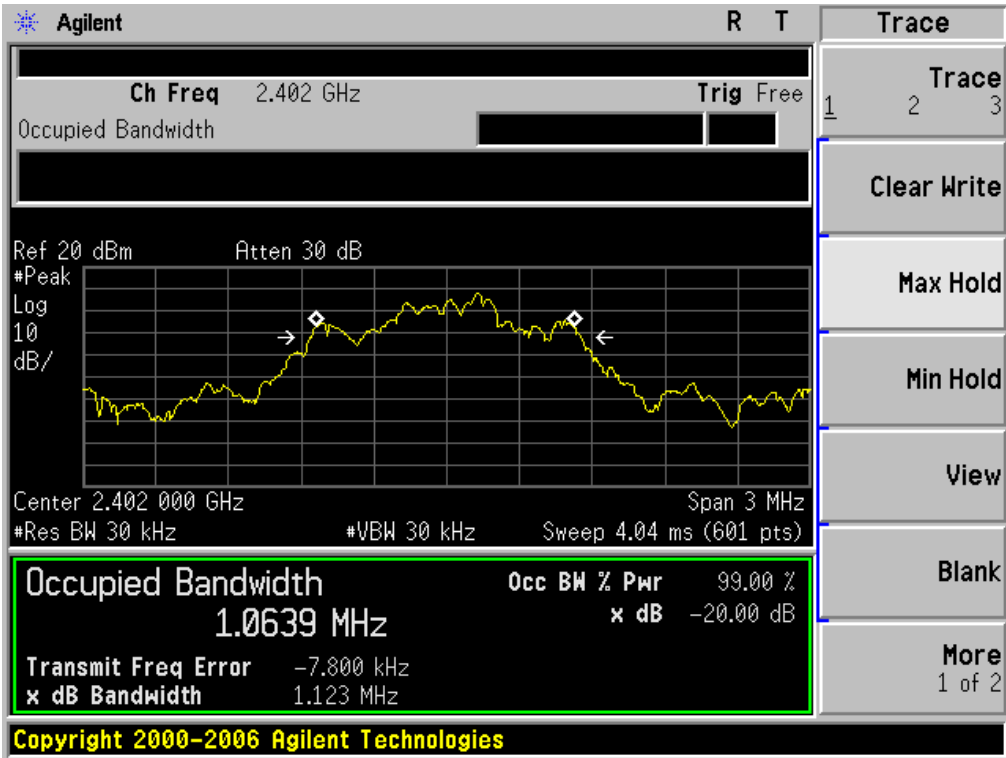 Agilent R T
Ch Freq 2.402 GHz Trig Free
Occupied Bandwidth
Ref 20 dBm Atten 30 dB
#Peak
Log
10
dB/
Center 2.402 000 GHz Span 3 MHz
#Res BW 30 kHz #VBW 30 kHz Sweep 4.04 ms (601 pts)
Occupied Bandwidth
1.0639 MHz
Occ BW % Pwr 99.00 %
x dB -20.00 dB
Transmit Freq Error -7.800 kHz
x dB Bandwidth 1.123 MHz
Copyright 2000-2006 Agilent Technologies
Trace
Trace
1 2 3
Clear Write
Max Hold
Min Hold
View
Blank
More
1 of 2